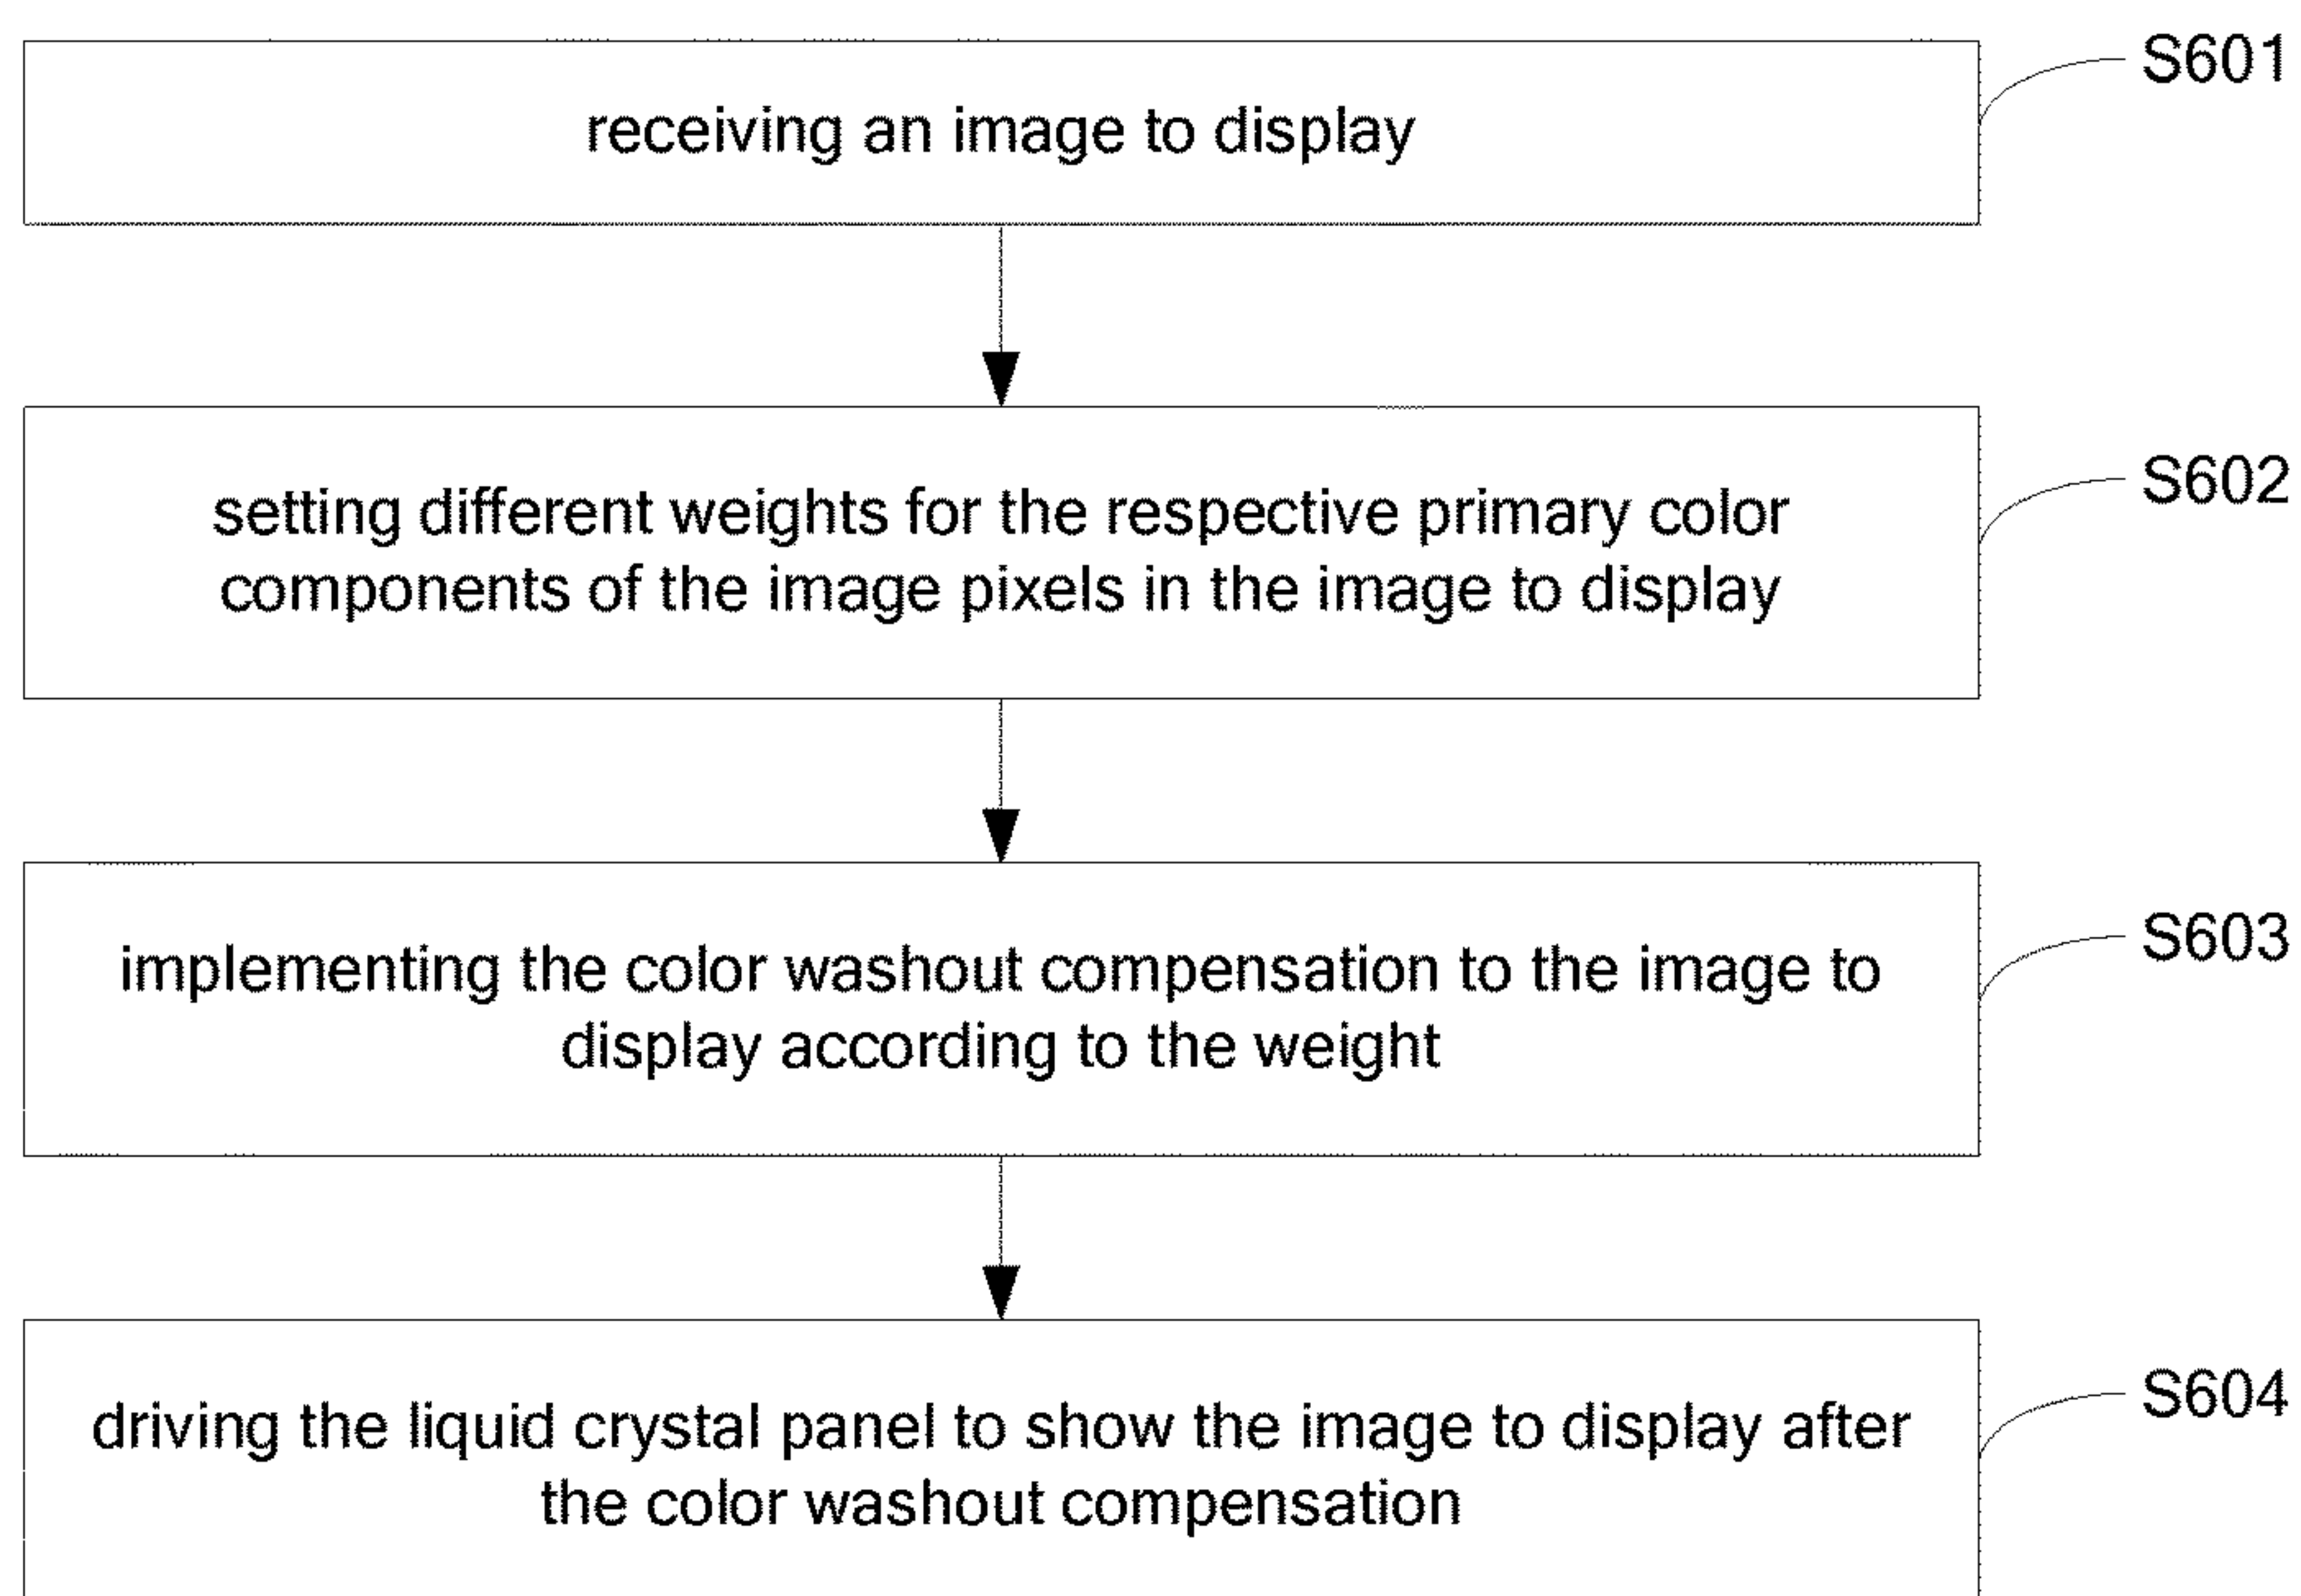 S601
receiving an image to display
S602
setting different weights for the respective primary color
components of the image pixels in the image to display
S603
implementing the color washout compensation to the image to
display according to the weight
S604
driving the liquid crystal panel to show the image to display after
the color washout compensation